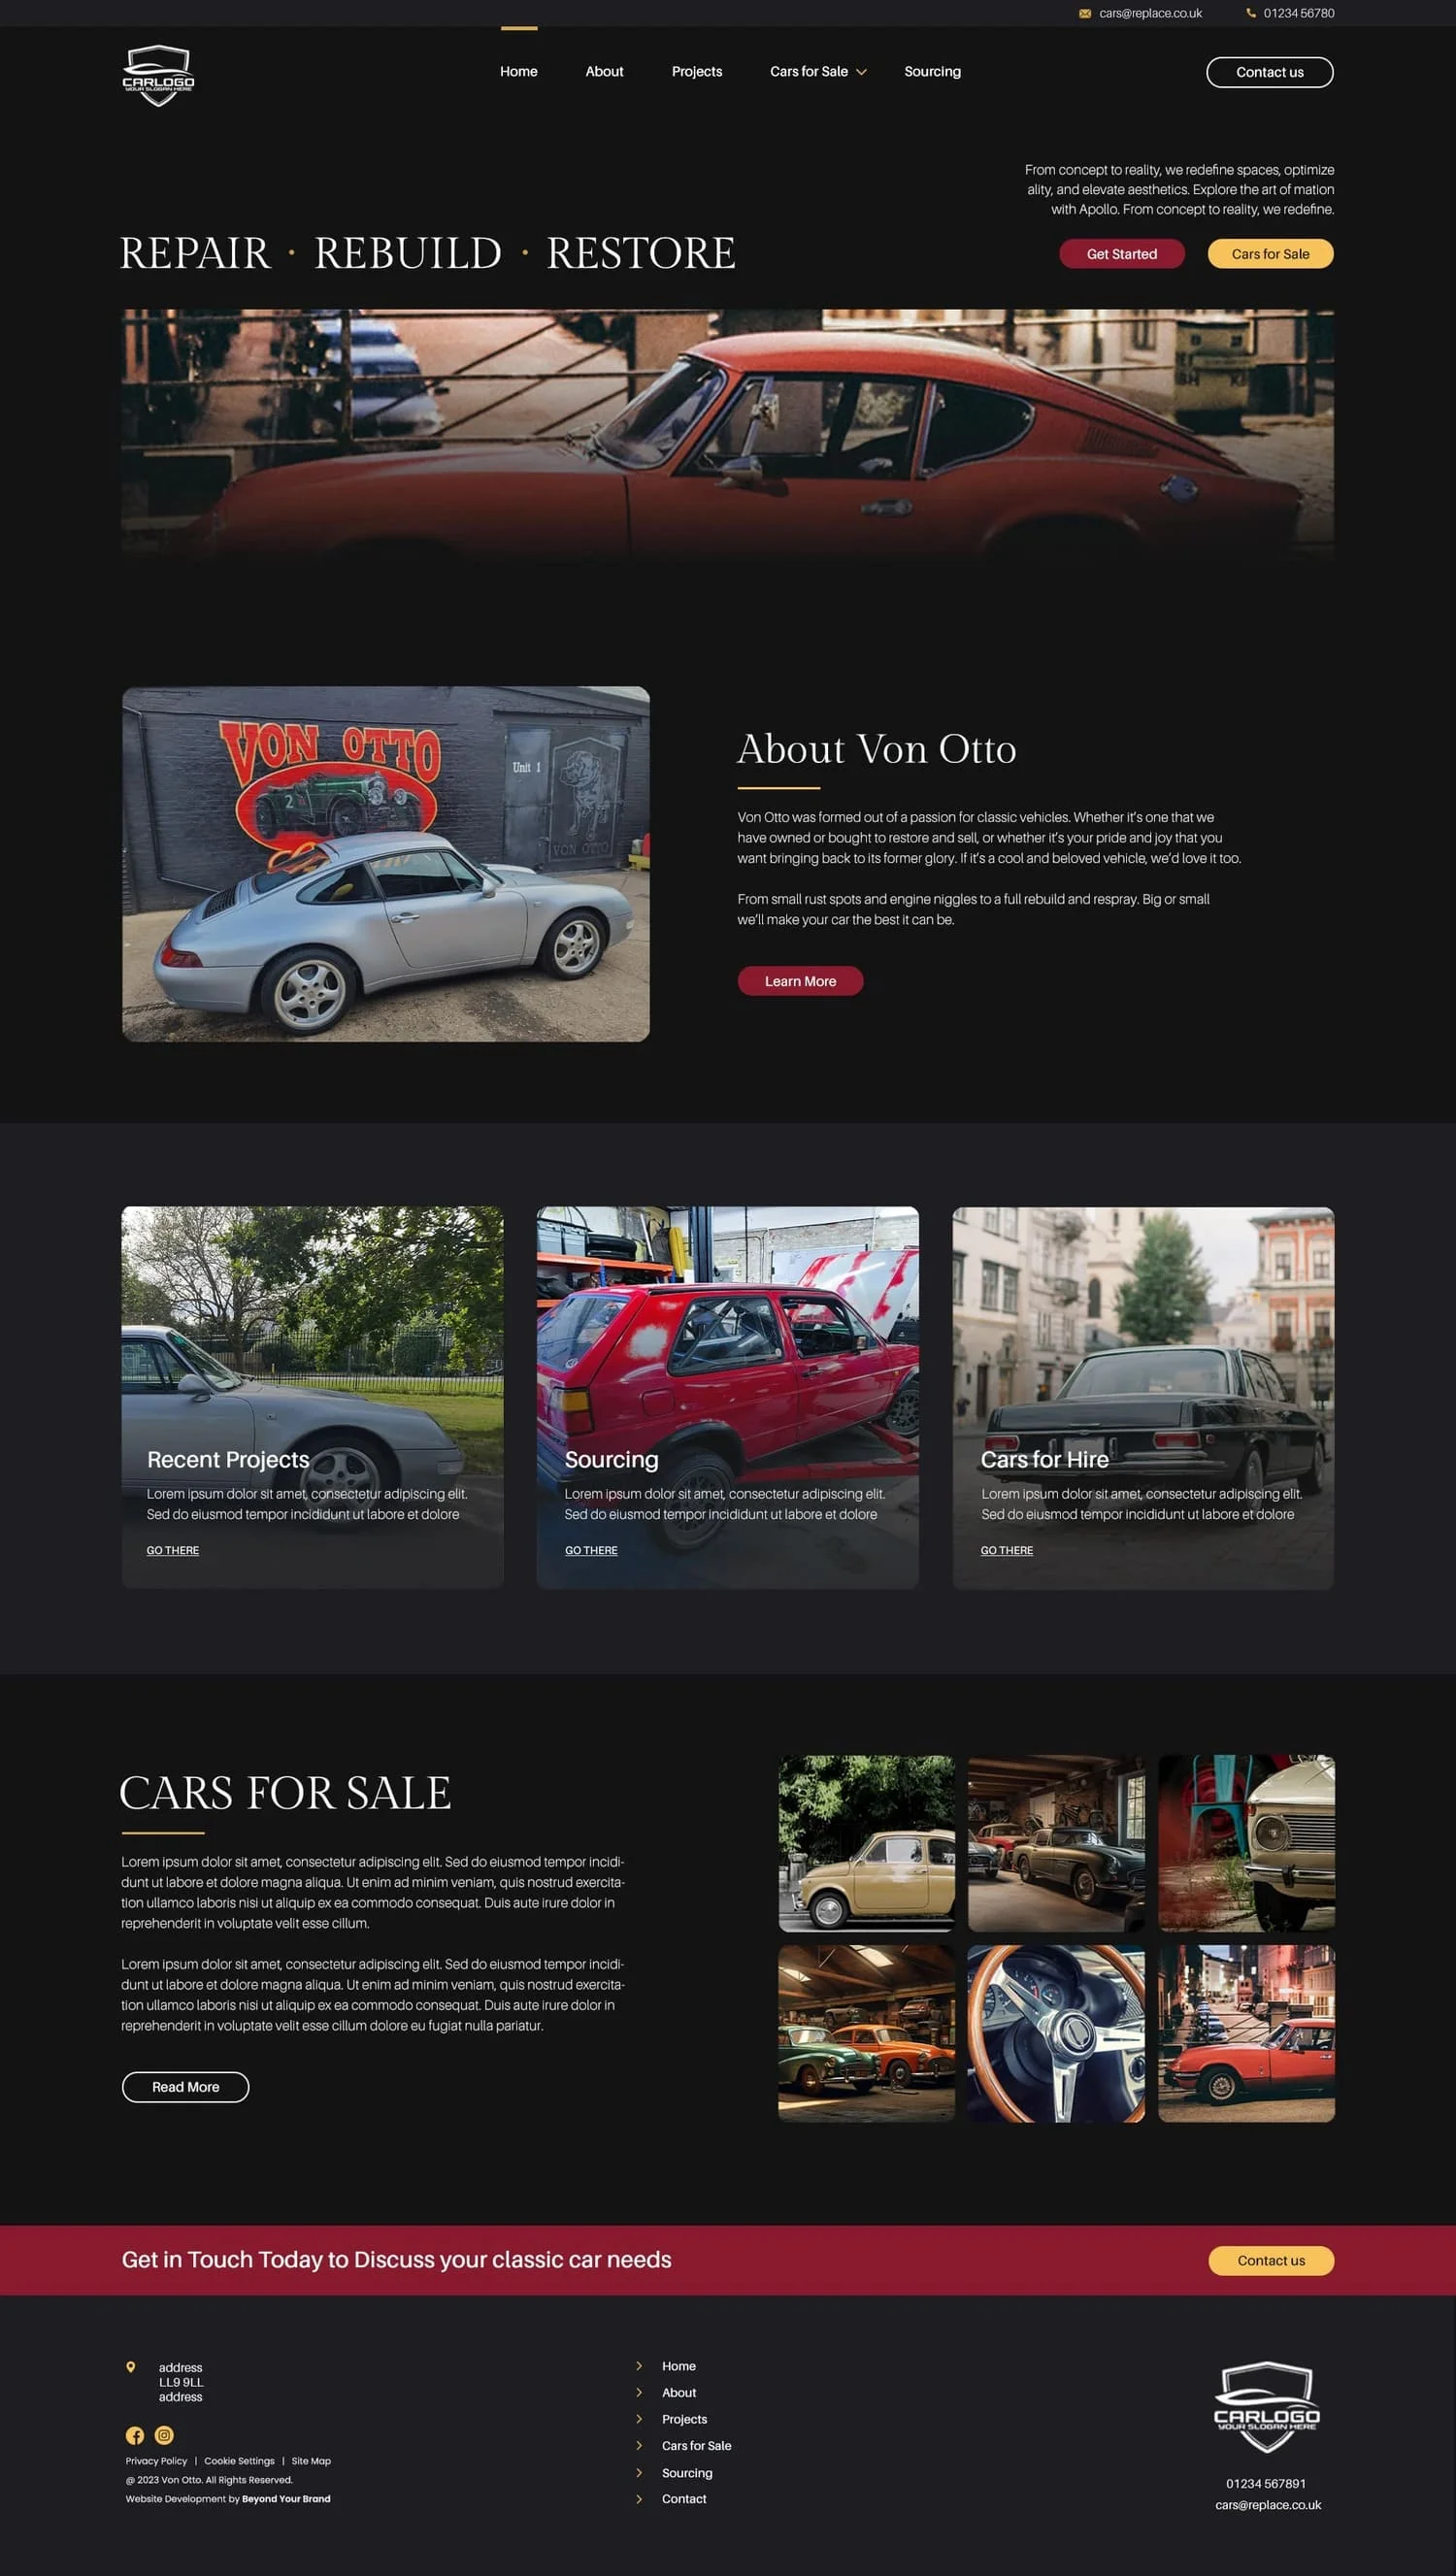 cars@replace.co.uk 01234 56780
CARLOGO
YOUR SLOGAN HERE
Home About Projects Cars for Sale Sourcing Contact us
From concept to reality, we redefine spaces, optimize
ality, and elevate aesthetics. Explore the art of mation
with Apollo. From concept to reality, we redefine.
REPAIR · REBUILD · RESTORE
Get Started Cars for Sale
VON OTTO
2
Unit 1
VON OTTO
About Von Otto
Von Otto was formed out of a passion for classic vehicles. Whether it's one that we
have owned or bought to restore and sell, or whether it's your pride and joy that you
want bringing back to its former glory. If it's a cool and beloved vehicle, we'd love it too.
From small rust spots and engine niggles to a full rebuild and respray. Big or small
we'll make your car the best it can be.
Learn More
Recent Projects
Lorem ipsum dolor sit amet, consectetur adipiscing elit.
Sed do eiusmod tempor incididunt ut labore et dolore
GO THERE
Sourcing
Lorem ipsum dolor sit amet, consectetur adipiscing elit.
Sed do eiusmod tempor incididunt ut labore et dolore
GO THERE
Cars for Hire
Lorem ipsum dolor sit amet, consectetur adipiscing elit.
Sed do eiusmod tempor incididunt ut labore et dolore
GO THERE
CARS FOR SALE
Lorem ipsum dolor sit amet, consectetur adipiscing elit. Sed do eiusmod tempor incidi-
dunt ut labore et dolore magna aliqua. Ut enim ad minim veniam, quis nostrud exercita-
tion ullamco laboris nisi ut aliquip ex ea commodo consequat. Duis aute irure dolor in
reprehenderit in voluptate velit esse cillum.
Lorem ipsum dolor sit amet, consectetur adipiscing elit. Sed do eiusmod tempor incidi-
dunt ut labore et dolore magna aliqua. Ut enim ad minim veniam, quis nostrud exercita-
tion ullamco laboris nisi ut aliquip ex ea commodo consequat. Duis aute irure dolor in
reprehenderit in voluptate velit esse cillum dolore eu fugiat nulla pariatur.
Read More
Get in Touch Today to Discuss your classic car needs
Contact us
address
LL9 9LL
address
Privacy Policy | Cookie Settings | Site Map
@ 2023 Von Otto. All Rights Reserved.
Website Development by Beyond Your Brand
Home
About
Projects
Cars for Sale
Sourcing
Contact
CARLOGO
YOUR SLOGAN HERE
01234 567891
cars@replace.co.uk